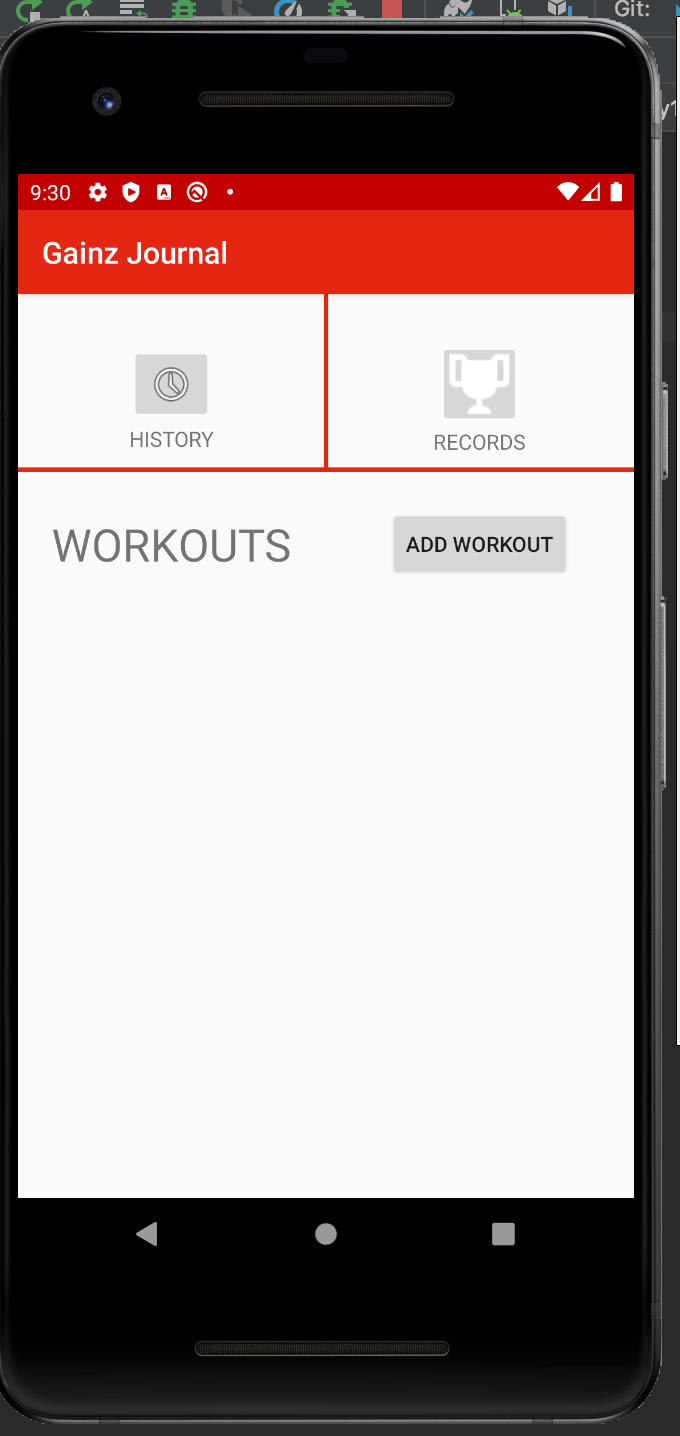 Git:
9:30
Gainz Journal
HISTORY
RECORDS
WORKOUTS
ADD WORKOUT